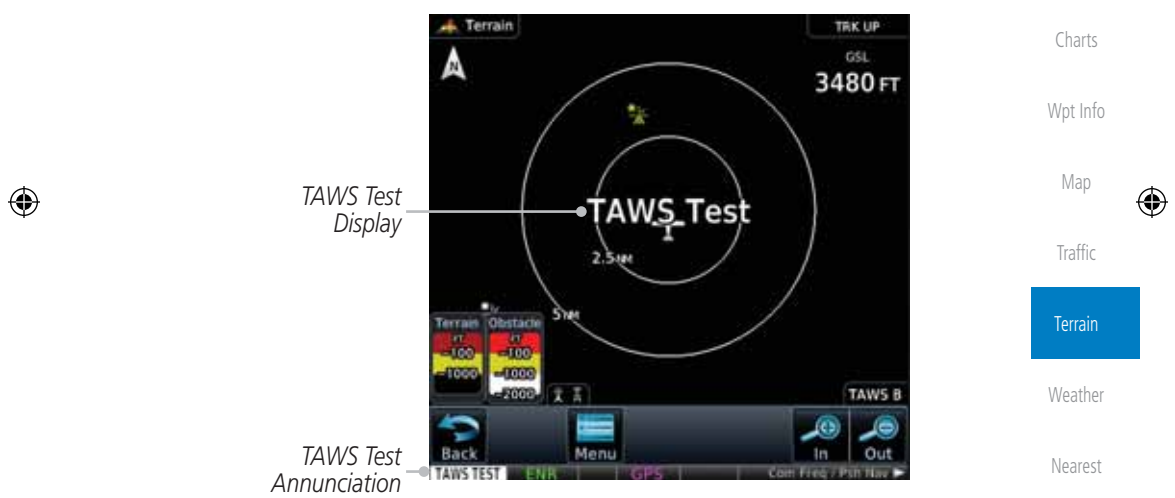 Terrain
TRK UP
N
GSL
3480 FT
TAWS Test
2.5NM
5NM
Terrain
Obstacle
FT
FT
-100
-100
-1000
-1000
-2000
TAWS B
Back
Menu
In
Out
TAWS TEST
ENR
GPS
Com Freq / Psh Nav
TAWS Test
Display
TAWS Test
Annunciation
Charts
Wpt Info
Map
Traffic
Terrain
Weather
Nearest